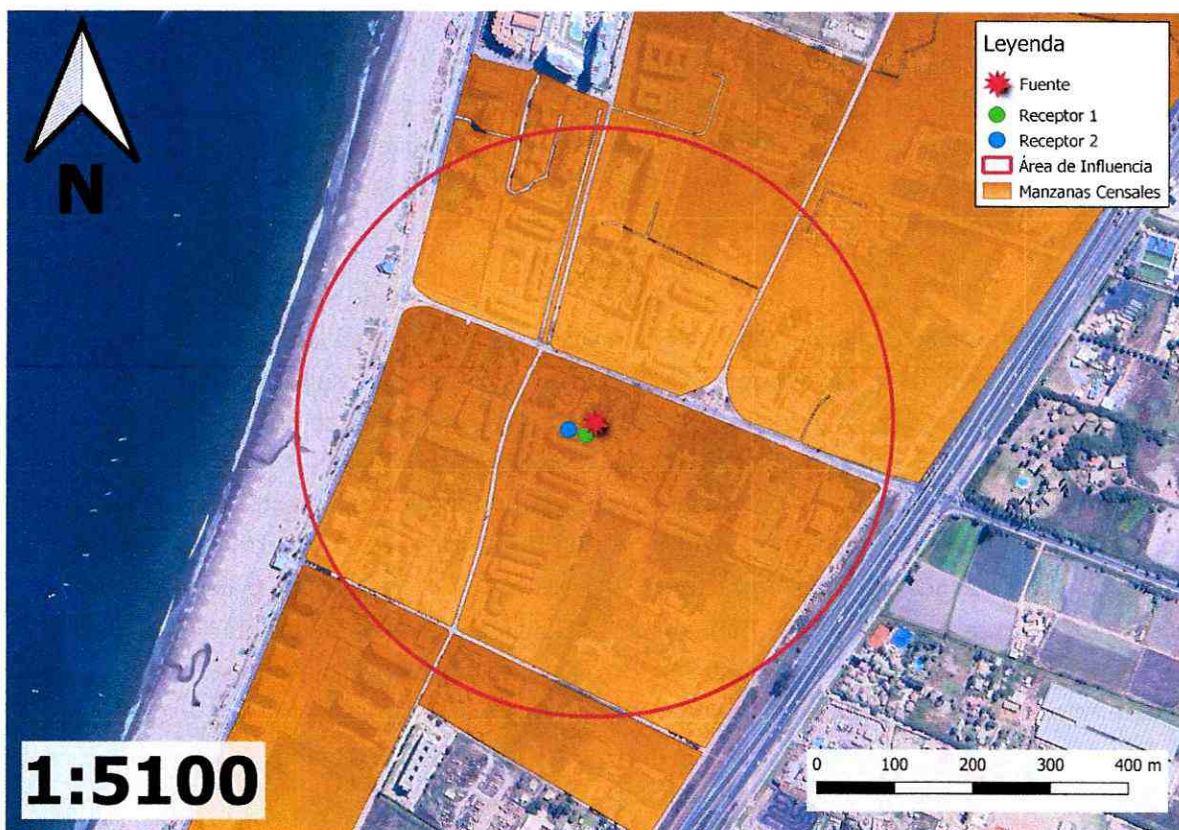 N
Leyenda
Fuente
Receptor 1
Receptor 2
Área de Influencia
Manzanas Censales
1:5100
0 100 200 300 400 m